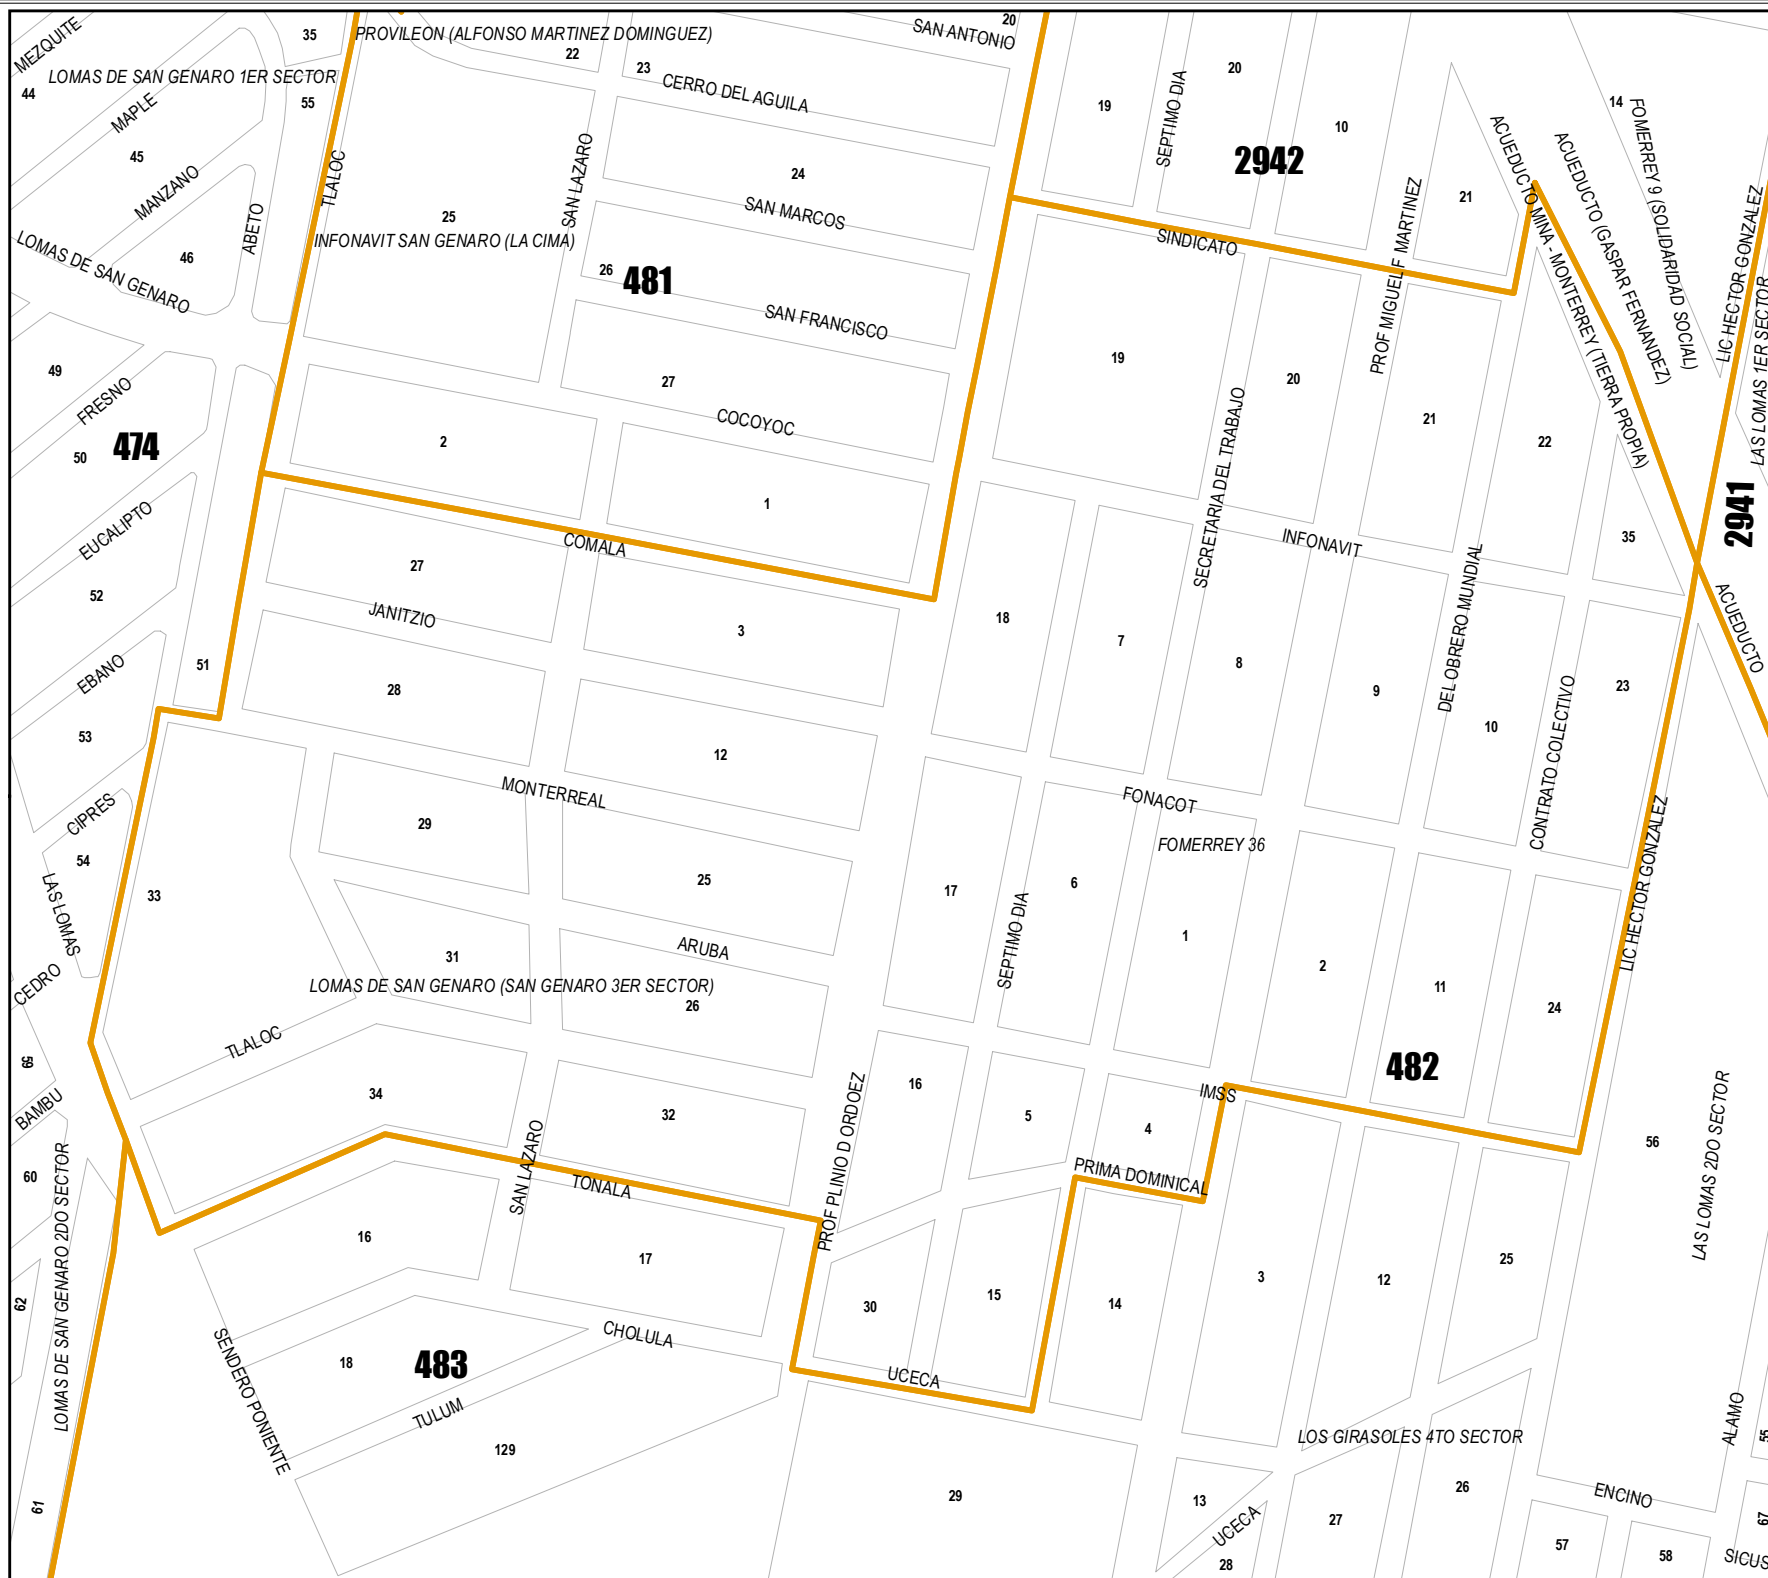 MEZQUITE
35
PROVILEON (ALFONSO MARTINEZ DOMINGUEZ)
22
23
SAN ANTONIO
20
20
44
LOMAS DE SAN GENARO 1ER SECTOR
55
CERRO DEL AGUILA
19
SEPTIMO DIA
10
14
MAPLE
45
MANZANO
TLALOC
SAN LAZARO
24
2942
21
ACUEDUCTO MINA - MONTERREY (TIERRA PROPIA)
ACUEDUCTO (GASPAR FERNANDEZ)
FOMERREY 9 (SOLIDARIDAD SOCIAL)
LIC HECTOR GONZALEZ
LAS LOMAS 1ER SECTOR
ABETO
25
SAN MARCOS
INFONAVIT SAN GENARO (LA CIMA)
SINDICATO
PROF MIGUEL F MARTINEZ
LOMAS DE SAN GENARO
46
26
481
SAN FRANCISCO
49
FRESNO
27
COCOYOC
19
20
21
22
50
474
2
1
SECRETARIA DEL TRABAJO
35
2941
EUCALIPTO
COMALA
INFONAVIT
52
27
JANITZIO
3
18
7
8
9
DEL OBRERO MUNDIAL
10
CONTRATO COLECTIVO
23
ACUEDUCTO
51
EBANO
28
53
12
MONTERREAL
FONACOT
FOMERREY 36
CIPRES
29
54
LAS LOMAS
33
25
17
6
1
2
11
24
LIC HECTOR GONZALEZ
ARUBA
SEPTIMO DIA
31
LOMAS DE SAN GENARO (SAN GENARO 3ER SECTOR)
26
CEDRO
TLALOC
66
BAMBU
34
32
PROF PLINIO D ORDOEZ
16
5
4
IMSS
482
56
LAS LOMAS 2DO SECTOR
60
LOMAS DE SAN GENARO 2DO SECTOR
SAN LAZARO
TONALA
PRIMA DOMINICAL
16
17
30
15
14
3
12
25
62
SENDERO PONIENTE
18
483
CHOLULA
UCECA
TULUM
129
LOS GIRASOLES 4TO SECTOR
ALAMO
55
61
29
13
UCECA
28
27
26
ENCINO
57
58
67
SICUS